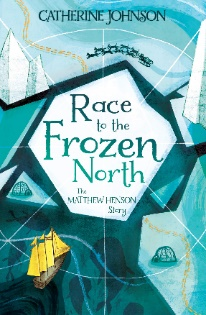 CATHERINE JOHNSON
Race
to the
Frozen
North
The
MATTHEW HENSON
Story